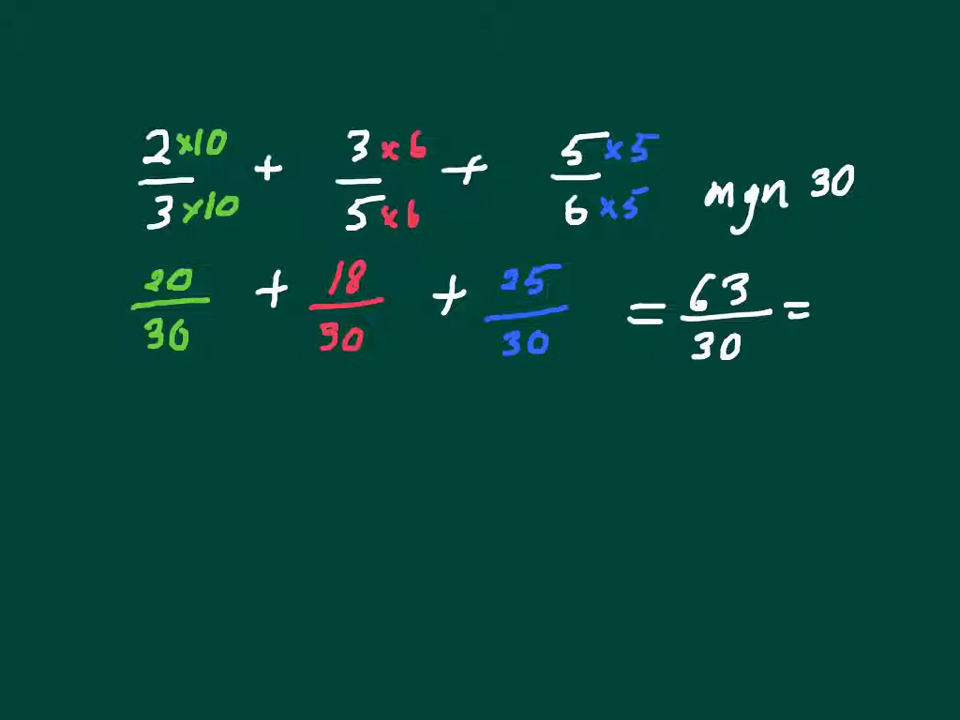 2×10/3×10 + 3×6/5×6 + 5×5/6×5 mgn 30
20/30 + 18/30 + 25/30 = 63/30 =